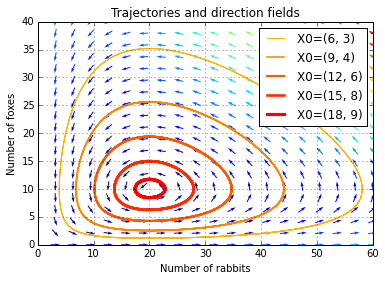 Trajectories and direction fields
Number of foxes
40
35
30
25
20
15
10
5
0
X0=(6, 3)
X0=(9, 4)
X0=(12, 6)
X0=(15, 8)
X0=(18, 9)
0 10 20 30 40 50 60
Number of rabbits